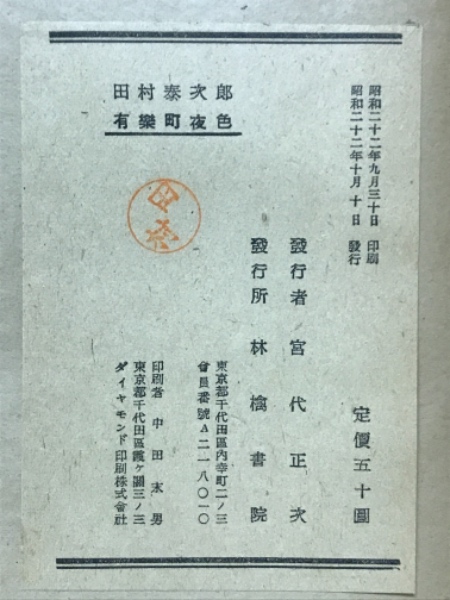 昭和二十二年九月三十日 印刷
昭和二十二年十月十日 發行
定價五十圓
發行者 宮代正次
發行所 林檎書院
東京都千代田區內幸町二ノ三
會員番號A二一八〇一〇
印刷者 中田末男
東京都千代田區霞ケ關三ノ三
ダイヤモンド印刷株式會社
田村泰次郎
有樂町夜色
田泰